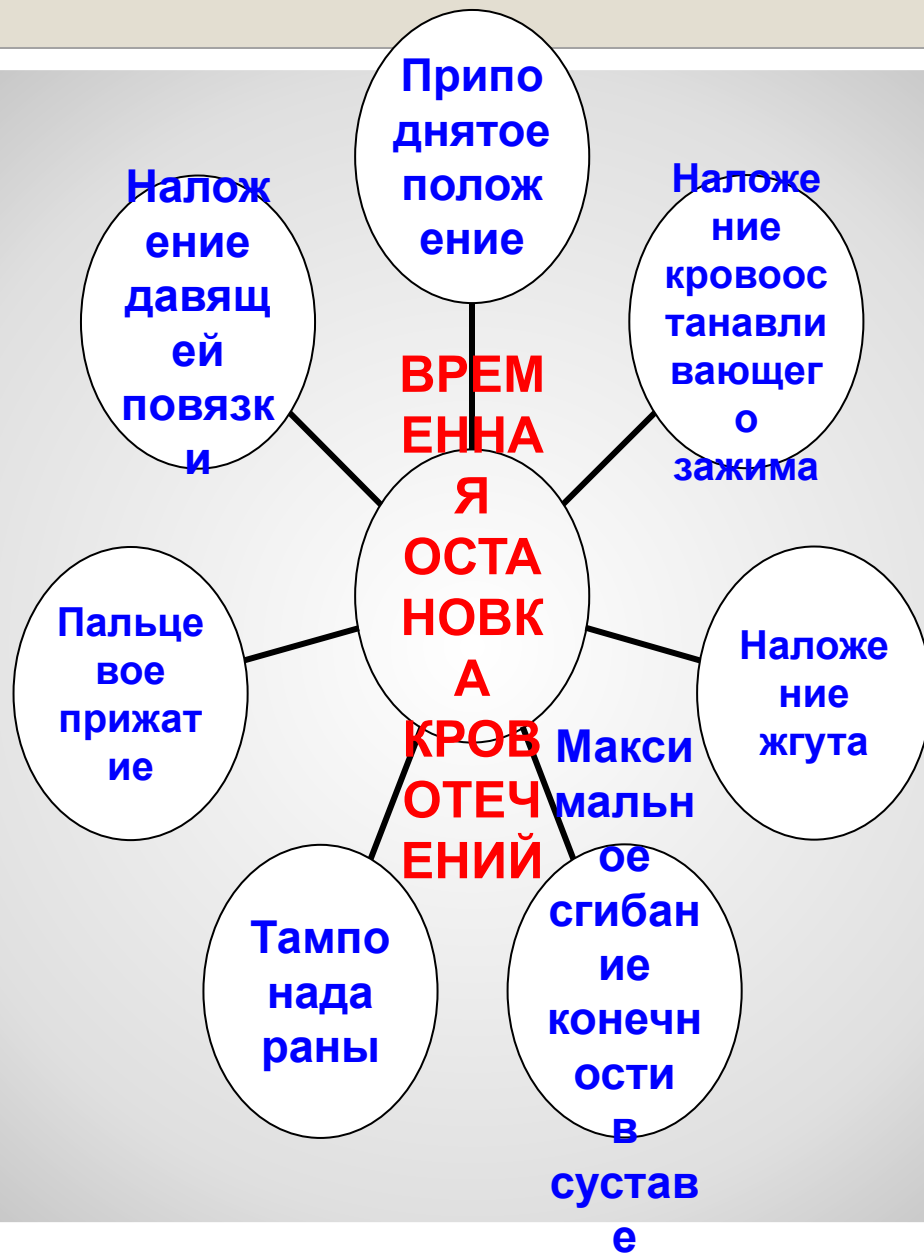 Припо
днятое
полож
ение
Наложе
ние
кровоос
танавли
вающег
о
зажима
Наложе
ние
жгута
Макси
мальн
ое
сгибан
ие
конечн
ости
в
сустав
е
Тампо
нада
раны
Пальце
вое
прижат
ие
Налож
ение
давящ
ей
повязк
и
ВРЕМ
ЕННА
Я
ОСТА
НОВК
А
КРОВ
ОТЕЧ
ЕНИЙ